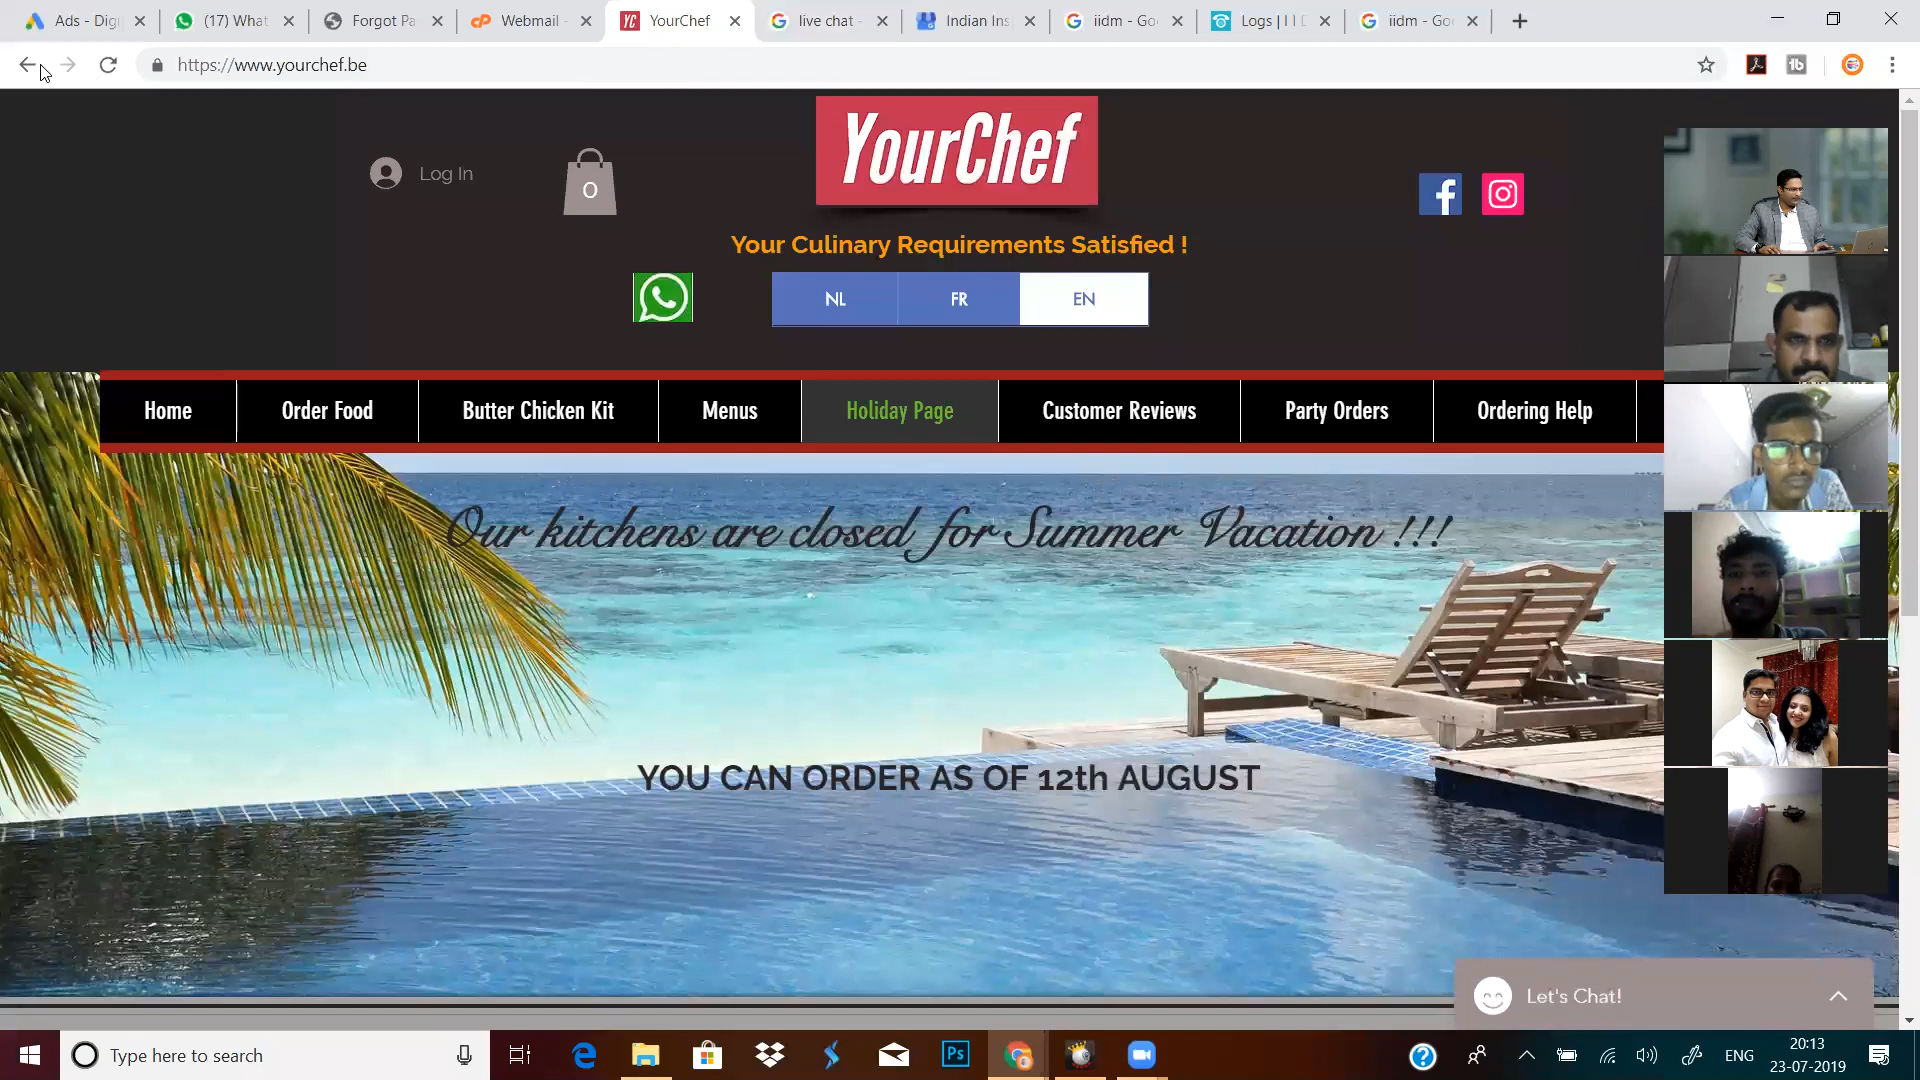 Ads - Digi
(17) What
Forgot Pa
Webmail -
YourChef
live chat -
Indian Ins
iidm - Go
Logs | I I D
iidm - Go
https://www.yourchef.be
Log In
0
YourChef
Your Culinary Requirements Satisfied !
NL
FR
EN
Home
Order Food
Butter Chicken Kit
Menus
Holiday Page
Customer Reviews
Party Orders
Ordering Help
Our kitchens are closed for Summer Vacation !!!
YOU CAN ORDER AS OF 12th AUGUST
Let's Chat!
Type here to search
Ps
ENG
20:13
23-07-2019